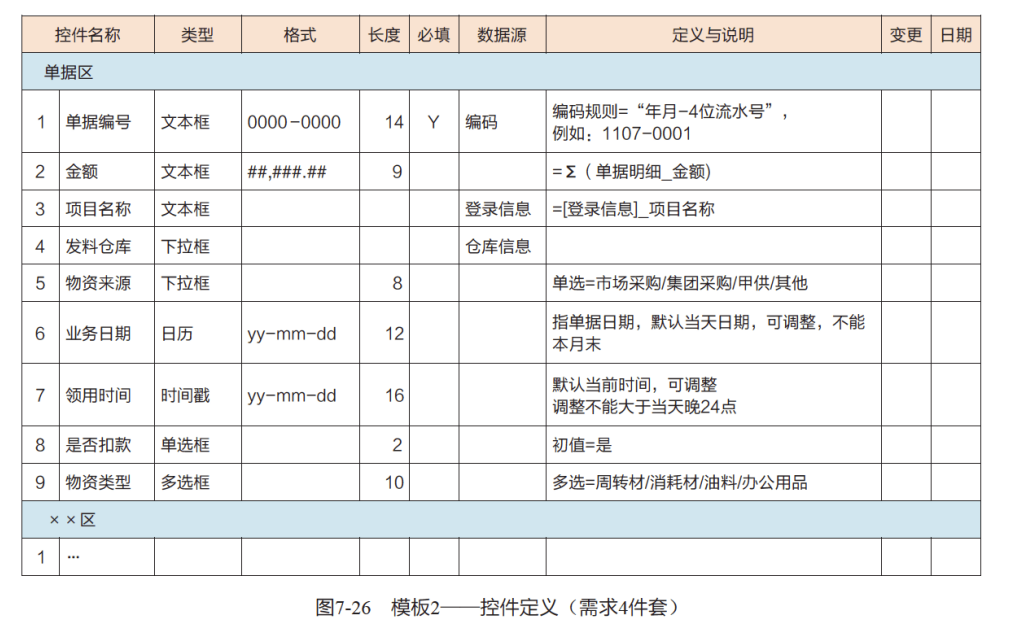 控件名称 类型 格式 长度 必填 数据源 定义与说明 变更 日期
单据区
1 单据编号 文本框 0000-0000 14 Y 编码 编码规则=“年月-4位流水号”，
例如：1107-0001
2 金额 文本框 ##,###.## 9 =Σ（单据明细_金额)
3 项目名称 文本框 登录信息 =[登录信息]_项目名称
4 发料仓库 下拉框 仓库信息
5 物资来源 下拉框 8 单选=市场采购/集团采购/甲供/其他
6 业务日期 日历 yy-mm-dd 12 指单据日期，默认当天日期，可调整，不能
本月末
7 领用时间 时间戳 yy-mm-dd 16 默认当前时间，可调整
调整不能大于当天晚24点
8 是否扣款 单选框 2 初值=是
9 物资类型 多选框 10 多选=周转材/消耗材/油料/办公用品
××区
1 …
图7-26 模板2——控件定义（需求4件套）